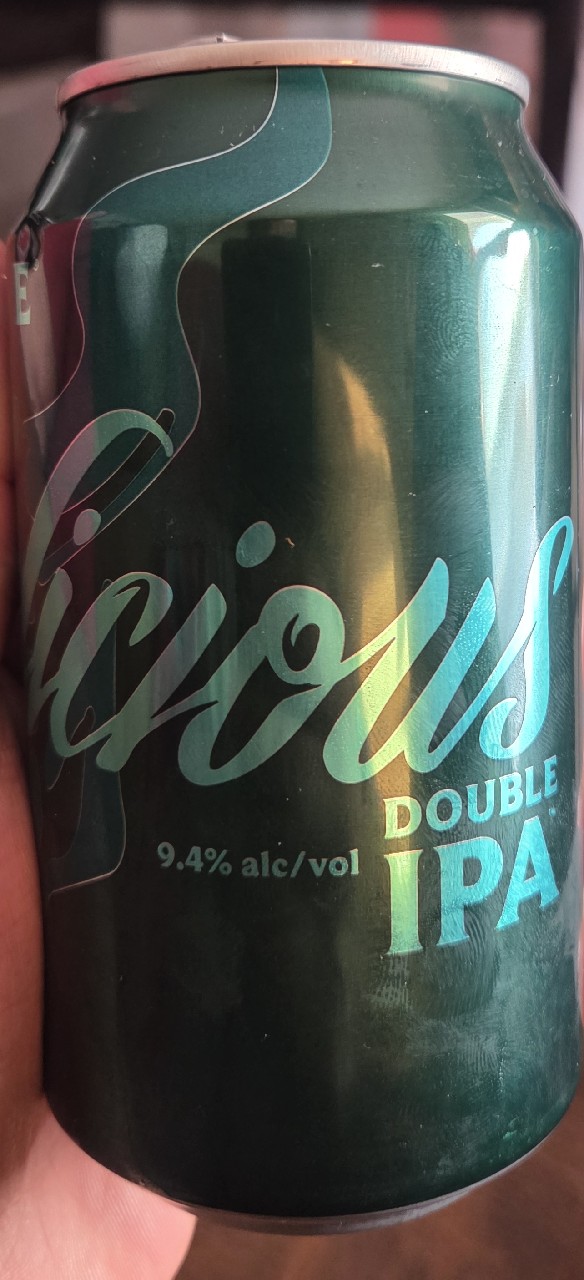 E
licious
DOUBLE
9.4% alc/vol
IPA